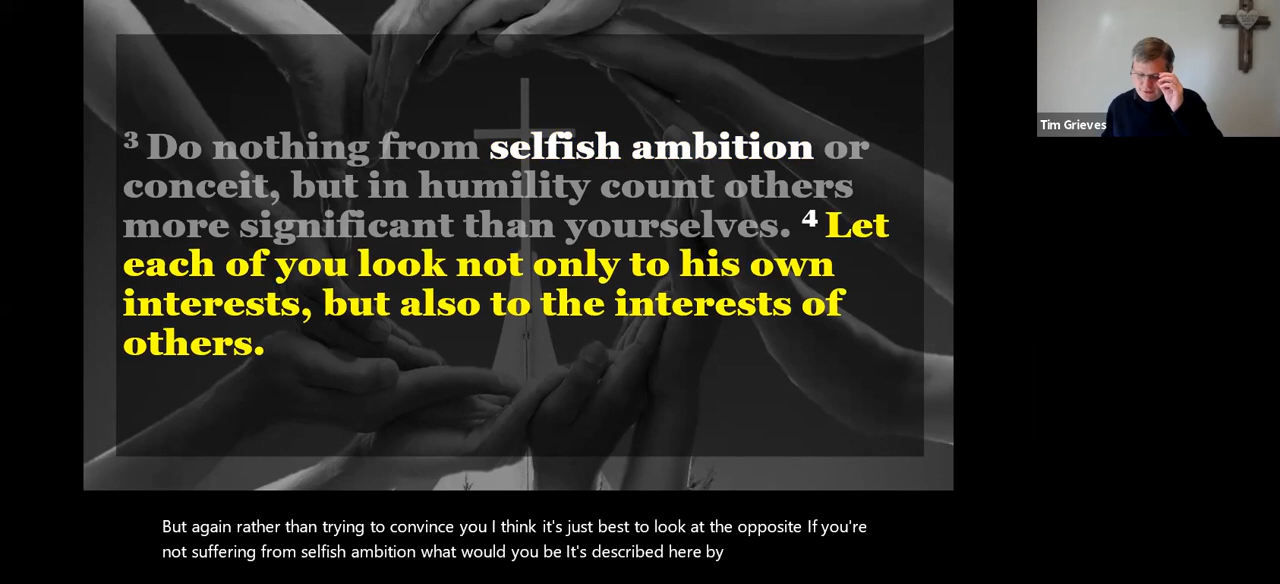 ³ Do nothing from selfish ambition or
conceit, but in humility count others
more significant than yourselves. ⁴ Let
each of you look not only to his own
interests, but also to the interests of
others.
Tim Grieves
But again rather than trying to convince you I think it's just best to look at the opposite If you're
not suffering from selfish ambition what would you be It's described here by